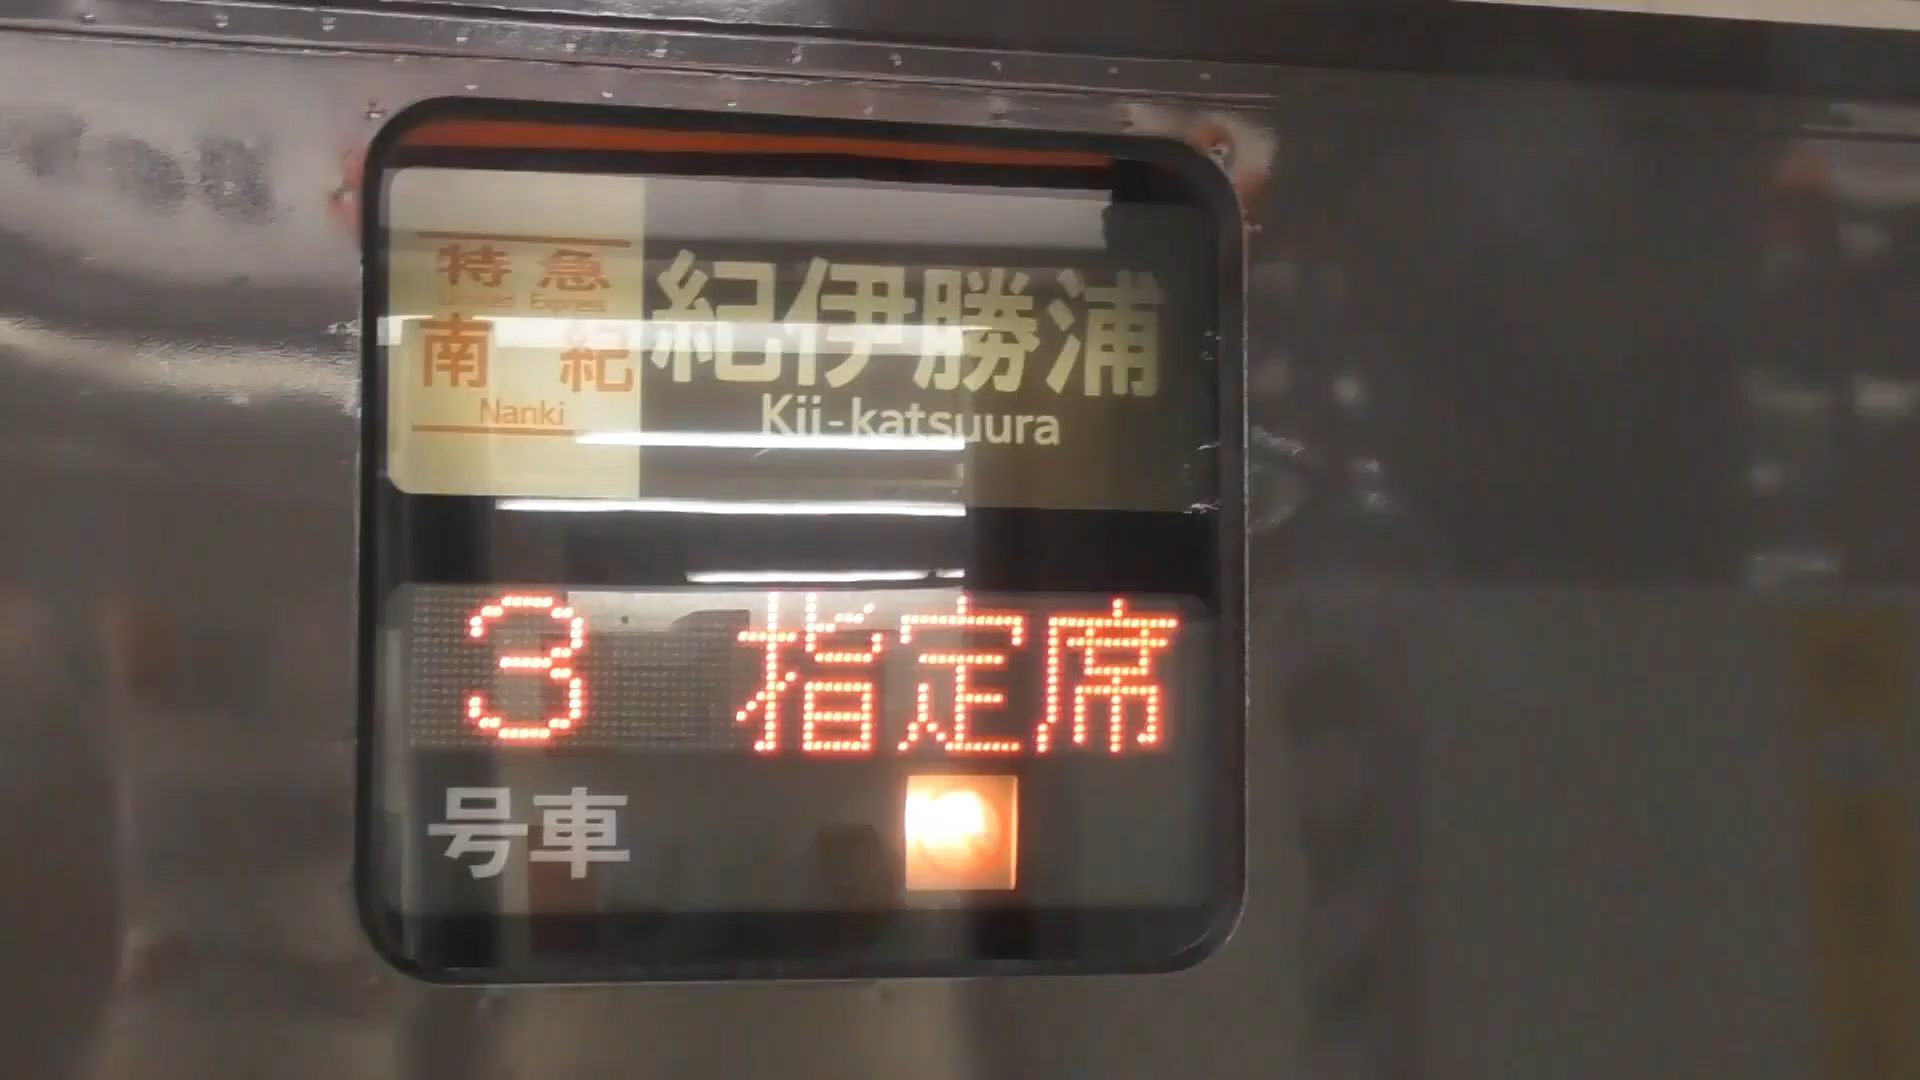 特急
Limited Express
南紀
Nanki
紀伊勝浦
Kii-katsuura
3 指定席
号車